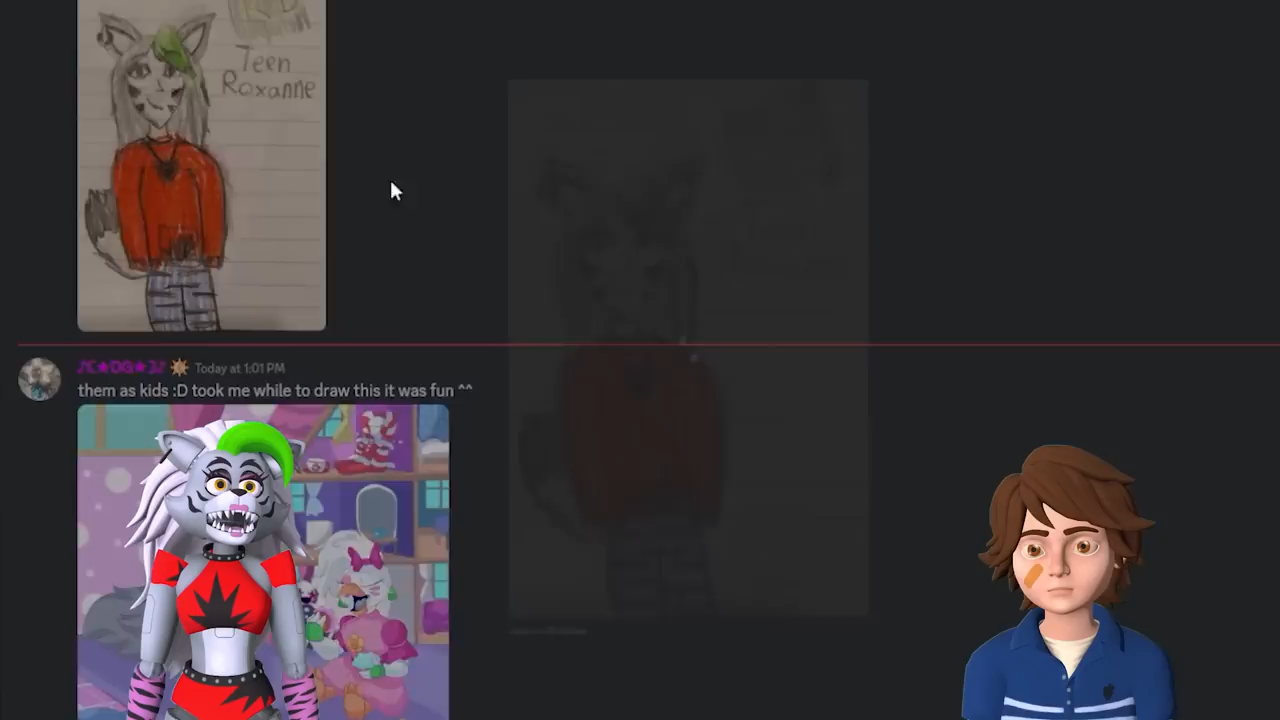 Teen
Roxanne
Today at 1:01 PM
them as kids :D took me while to draw this it was fun ^^